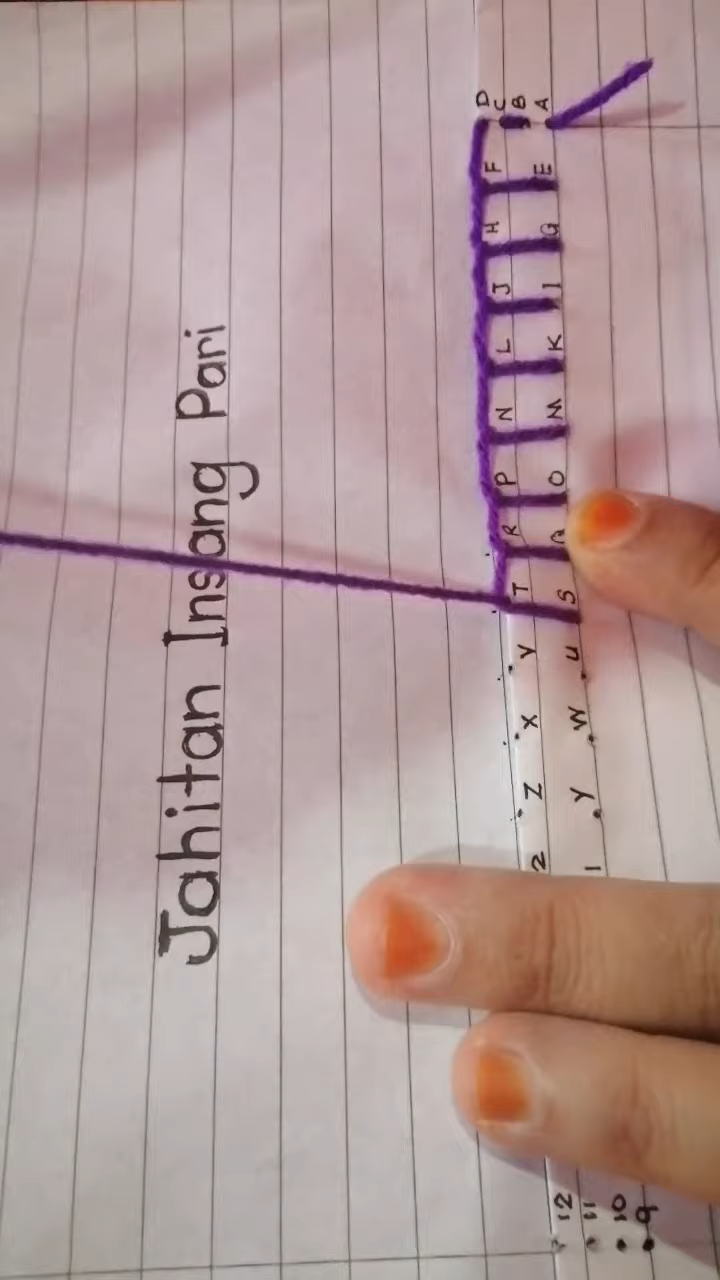 Jahitan Insang Pari
12 2 Z X V T R P N L J H F D
11 C
10 B
9 1 Y W U S Q O M K I G E A